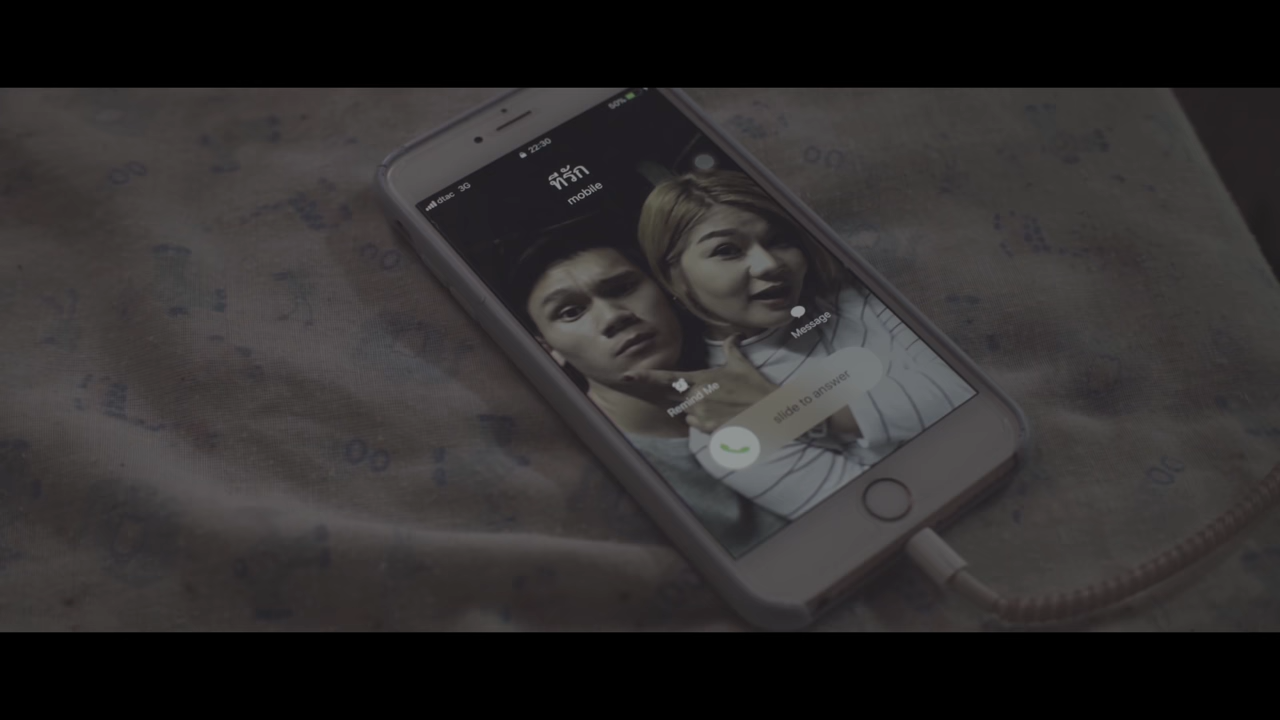 dtac 3G
22:30
50%
ที่รัก
mobile
Remind Me
Message
slide to answer